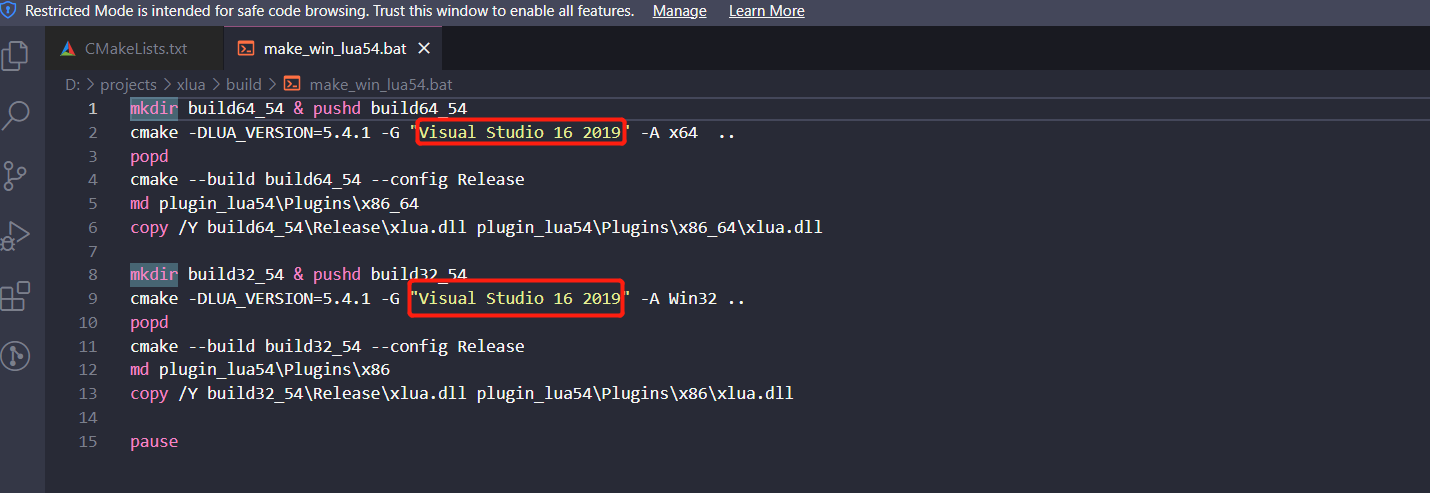 Restricted Mode is intended for safe code browsing. Trust this window to enable all features. Manage Learn More
CMakeLists.txt make_win_lua54.bat
D: > projects > xlua > build > make_win_lua54.bat
1 mkdir build64_54 & pushd build64_54
2 cmake -DLUA_VERSION=5.4.1 -G "Visual Studio 16 2019" -A x64  ..
3 popd
4 cmake --build build64_54 --config Release
5 md plugin_lua54\Plugins\x86_64
6 copy /Y build64_54\Release\xlua.dll plugin_lua54\Plugins\x86_64\xlua.dll
7
8 mkdir build32_54 & pushd build32_54
9 cmake -DLUA_VERSION=5.4.1 -G "Visual Studio 16 2019" -A Win32 ..
10 popd
11 cmake --build build32_54 --config Release
12 md plugin_lua54\Plugins\x86
13 copy /Y build32_54\Release\xlua.dll plugin_lua54\Plugins\x86\xlua.dll
14
15 pause